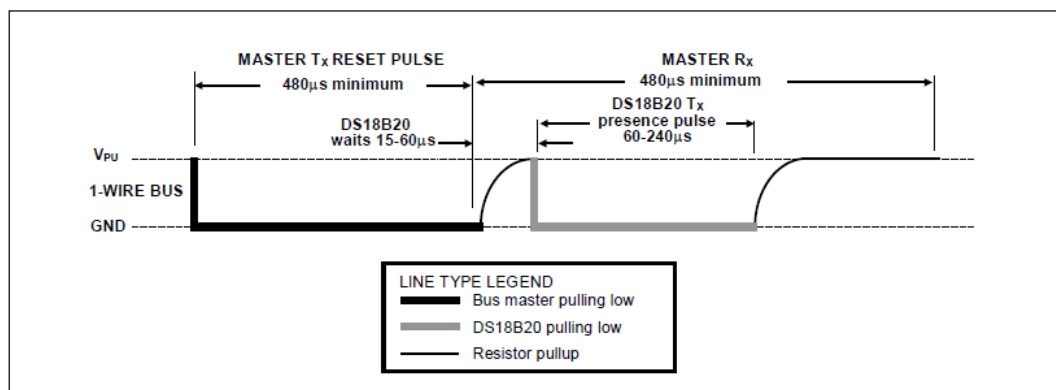 MASTER Tx RESET PULSE
480μs minimum
MASTER Rx
480μs minimum
DS18B20
waits 15-60μs
DS18B20 Tx
presence pulse
60-240μs
VPU
1-WIRE BUS
GND
LINE TYPE LEGEND
Bus master pulling low
DS18B20 pulling low
Resistor pullup